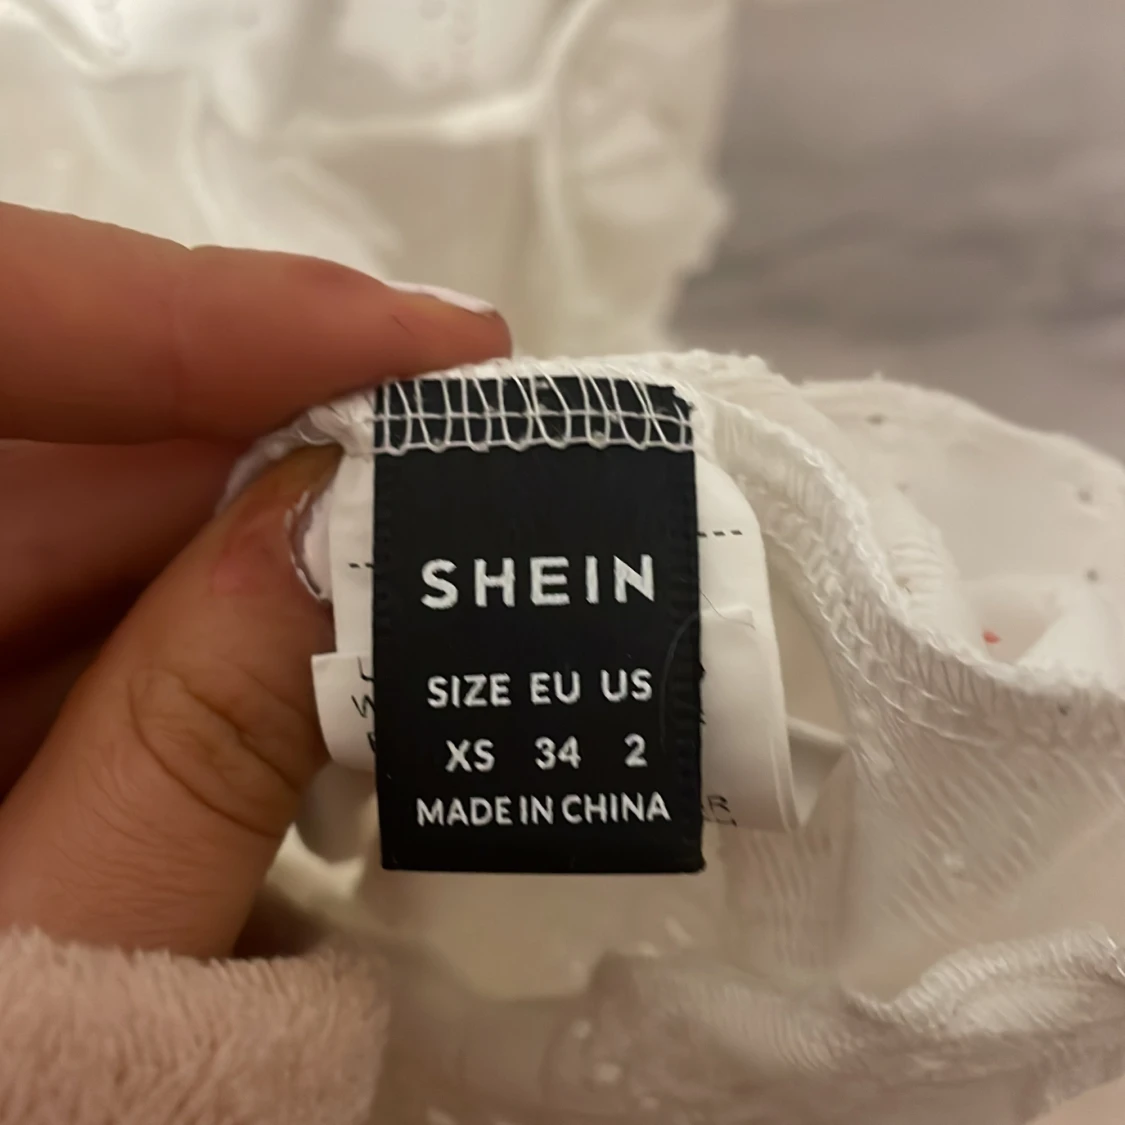 SHEIN
SIZE EU US
XS 34 2
MADE IN CHINA